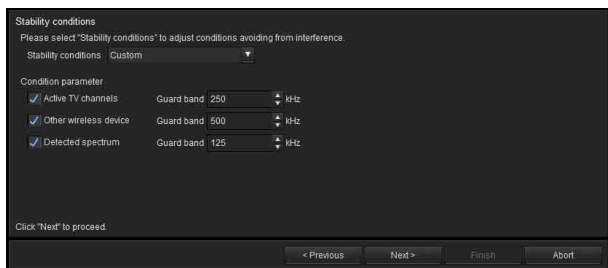 Stability conditions
Please select "Stability conditions" to adjust conditions avoiding from interference.
Stability conditions Custom
Condition parameter
Active TV channels Guard band 250 kHz
Other wireless device Guard band 500 kHz
Detected spectrum Guard band 125 kHz
Click "Next" to proceed.
< Previous Next > Finish Abort